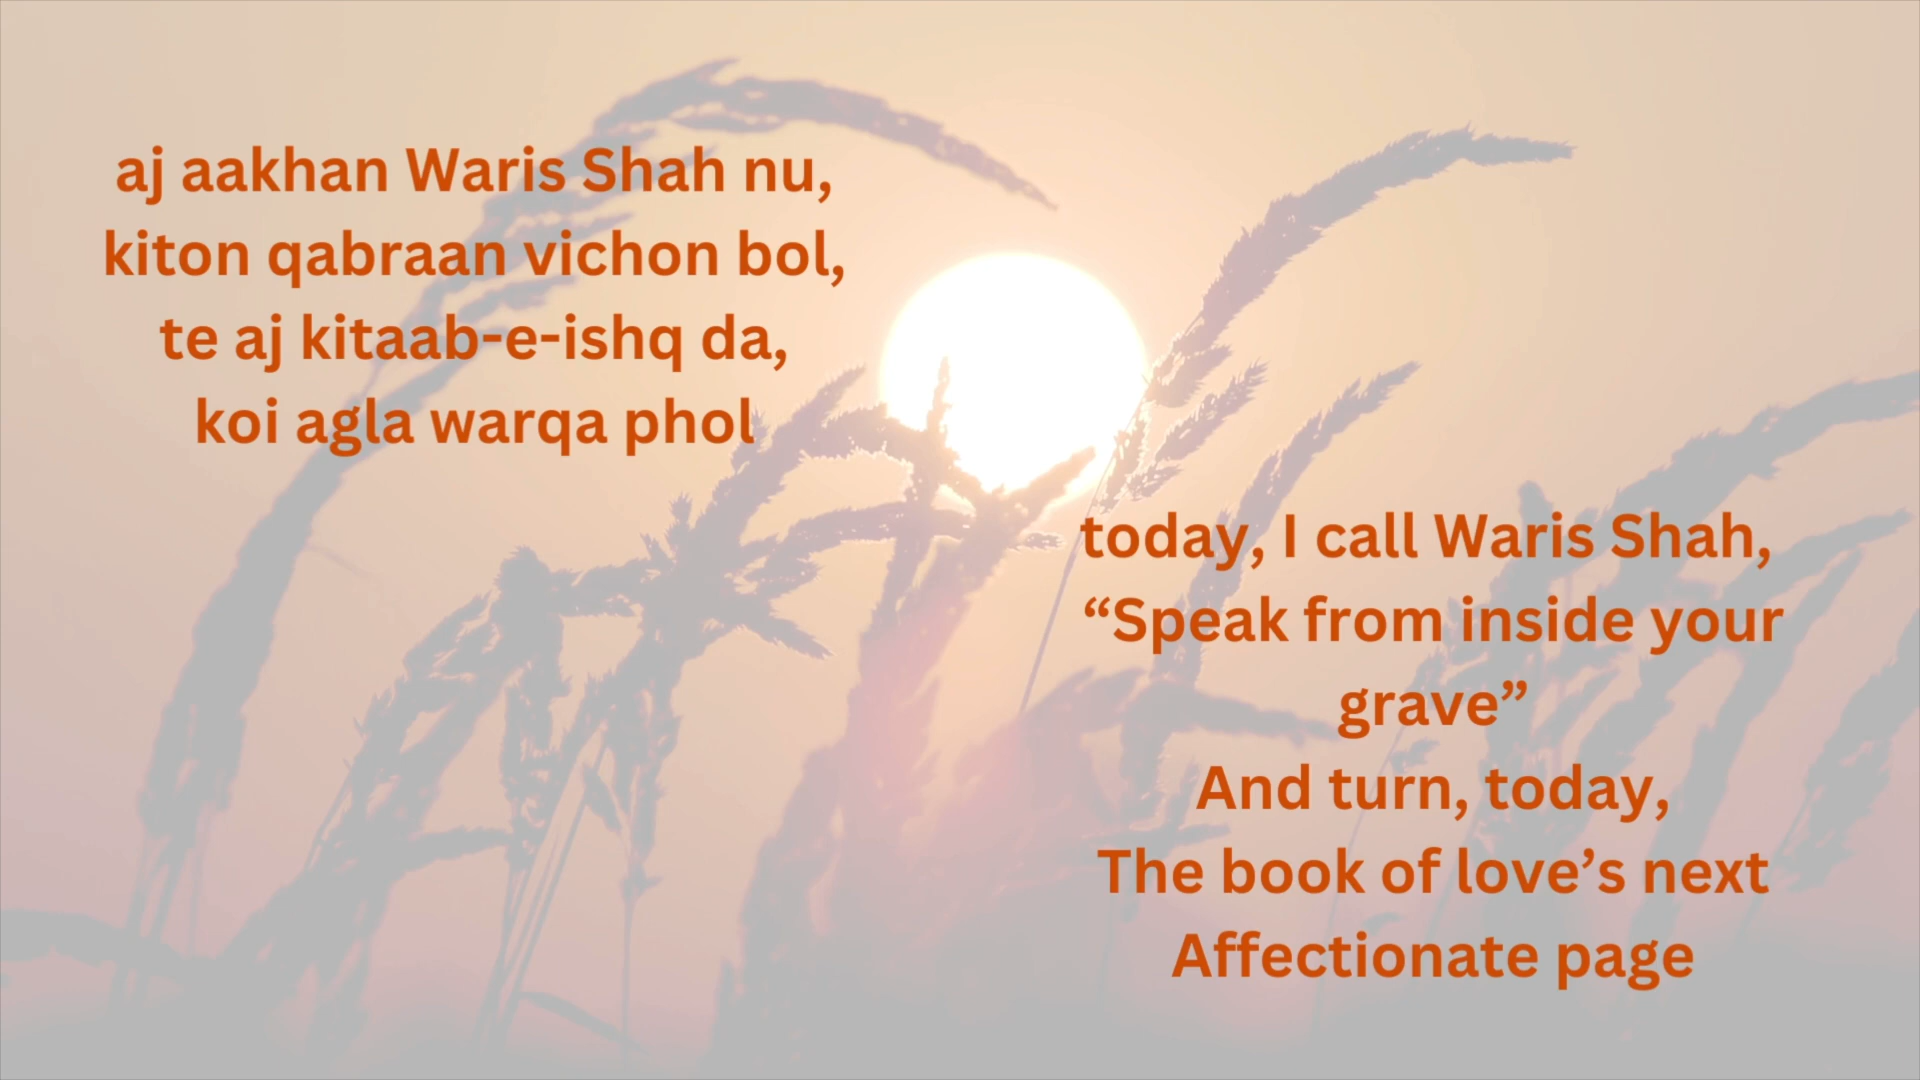 aj aakhan Waris Shah nu,
kiton qabraan vichon bol,
te aj kitaab-e-ishq da,
koi agla warqa phol
today, I call Waris Shah,
“Speak from inside your
grave”
And turn, today,
The book of love’s next
Affectionate page